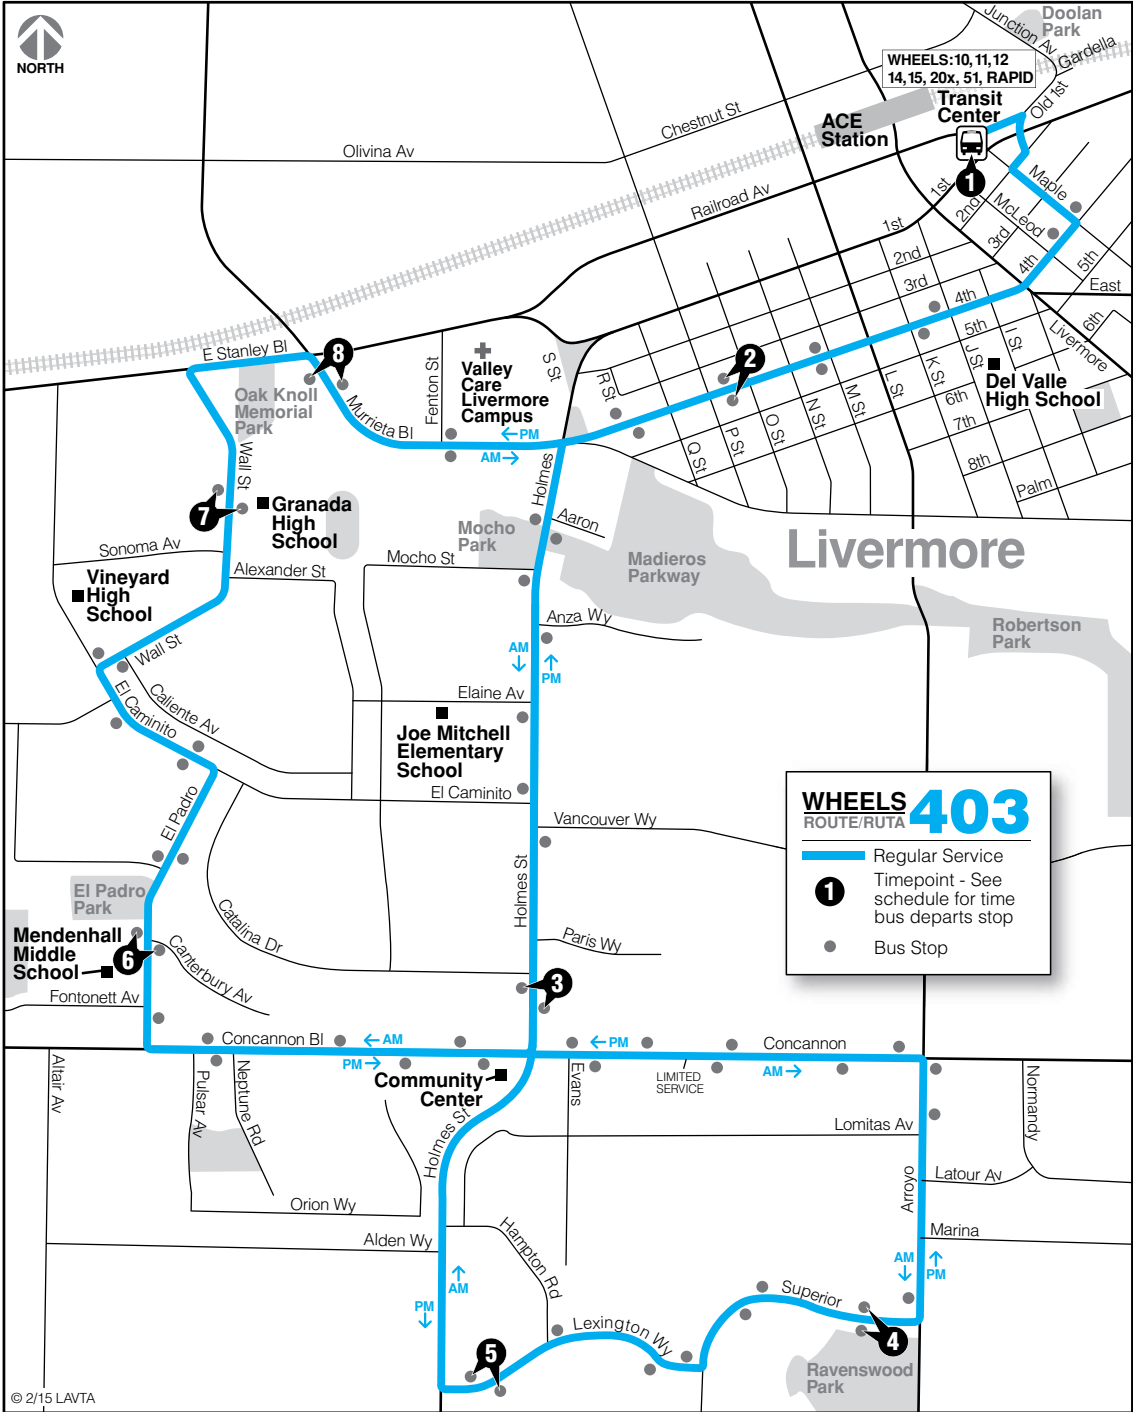 NORTH
Junction Av
Doolan
Park
Gardella
WHEELS:10, 11, 12
14, 15, 20x, 51, RAPID
Transit
Center
Old 1st
ACE
Station
Chestnut St
Olivina Av
Railroad Av
1
1st
2nd
3rd
4th
5th
Maple
McLeod
East
6th
Livermore
1st
2nd
3rd
4th
5th
6th
7th
8th
Palm
I St
J St
K St
L St
M St
N St
O St
P St
Q St
R St
S St
Del Valle
High School
2
E Stanley Bl
8
Oak Knoll
Memorial
Park
Murrieta Bl
Fenton St
Valley
Care
Livermore
Campus
←PM
AM→
Wall St
7
Granada
High
School
Holmes
Aaron
Mocho
Park
Madieros
Parkway
Livermore
Sonoma Av
Mocho St
Alexander St
Vineyard
High
School
Anza Wy
Robertson
Park
Wall St
AM
↓
↑
PM
El Caminito
Caliente Av
Elaine Av
Joe Mitchell
Elementary
School
El Caminito
El Padro
Vancouver Wy
WHEELS
ROUTE/RUTA
403
Regular Service
1
Timepoint - See
schedule for time
bus departs stop
Bus Stop
El Padro
Park
Holmes St
Catalina Dr
Mendenhall
Middle
School
6
Canterbury Av
Paris Wy
Fontonett Av
3
Concannon Bl
←AM
PM→
←PM
Concannon
AM→
LIMITED
SERVICE
Altair Av
Pulsar Av
Neptune Rd
Community
Center
Evans
Normandy
Holmes St
Lomitas Av
Arroyo
Latour Av
Orion Wy
Alden Wy
Hampton Rd
Marina
↑
AM
PM
↓
AM
↓
↑
PM
Superior
Lexington Wy
4
5
Ravenswood
Park
© 2/15 LAVTA